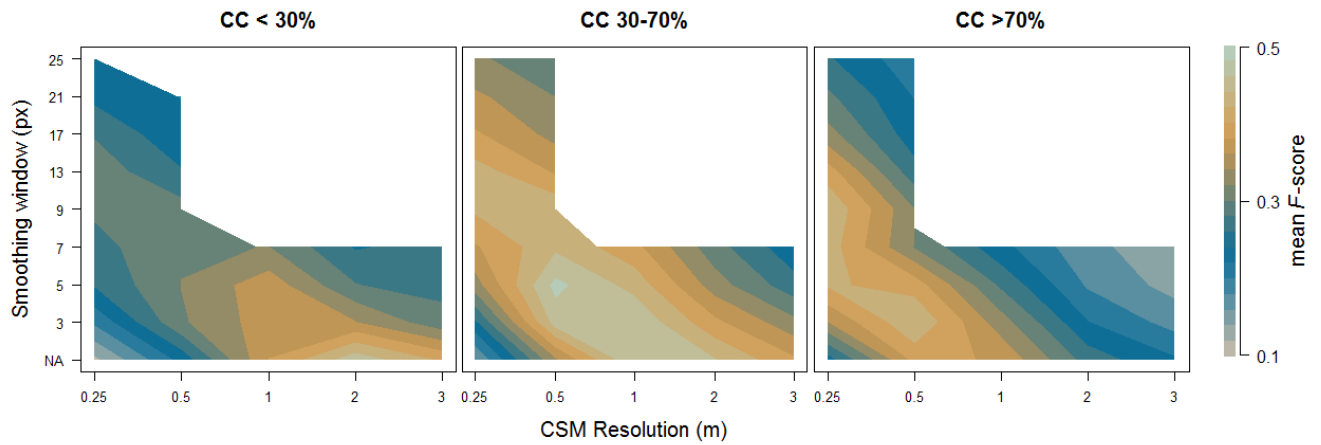 CC < 30%
CC 30-70%
CC >70%
Smoothing window (px)
25
21
17
13
9
7
5
3
NA
0.25 0.5 1 2 3
0.25 0.5 1 2 3
0.25 0.5 1 2 3
CSM Resolution (m)
0.5
0.3
0.1
mean F-score